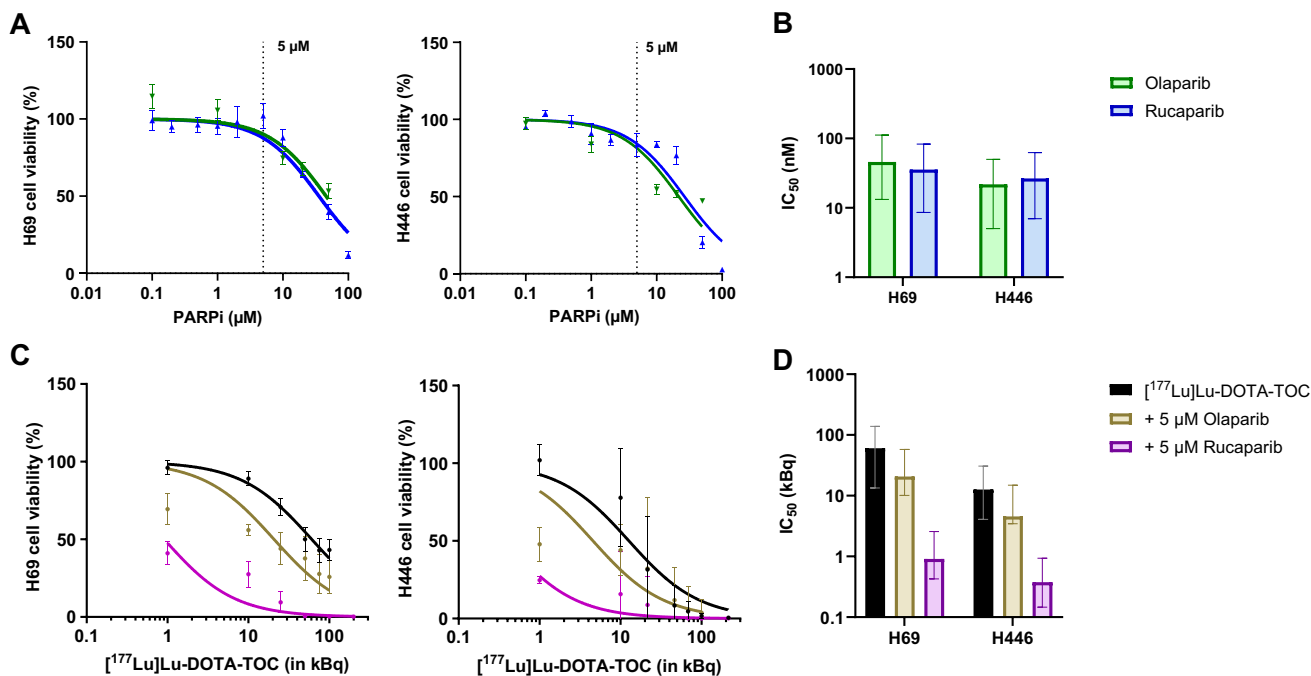 A
H69 cell viability (%)
150
100
50
0
0.01
0.1
1
10
100
PARPi (µM)
5 µM
H446 cell viability (%)
150
100
50
0
0.01
0.1
1
10
100
PARPi (µM)
5 µM
B
IC50 (nM)
1000
100
10
1
H69
H446
Olaparib
Rucaparib
C
H69 cell viability (%)
150
100
50
0
0.1
1
10
100
[¹⁷⁷Lu]Lu-DOTA-TOC (in kBq)
H446 cell viability (%)
150
100
50
0
0.1
1
10
100
[¹⁷⁷Lu]Lu-DOTA-TOC (in kBq)
D
IC50 (kBq)
1000
100
10
1
0.1
H69
H446
[¹⁷⁷Lu]Lu-DOTA-TOC
+ 5 µM Olaparib
+ 5 µM Rucaparib